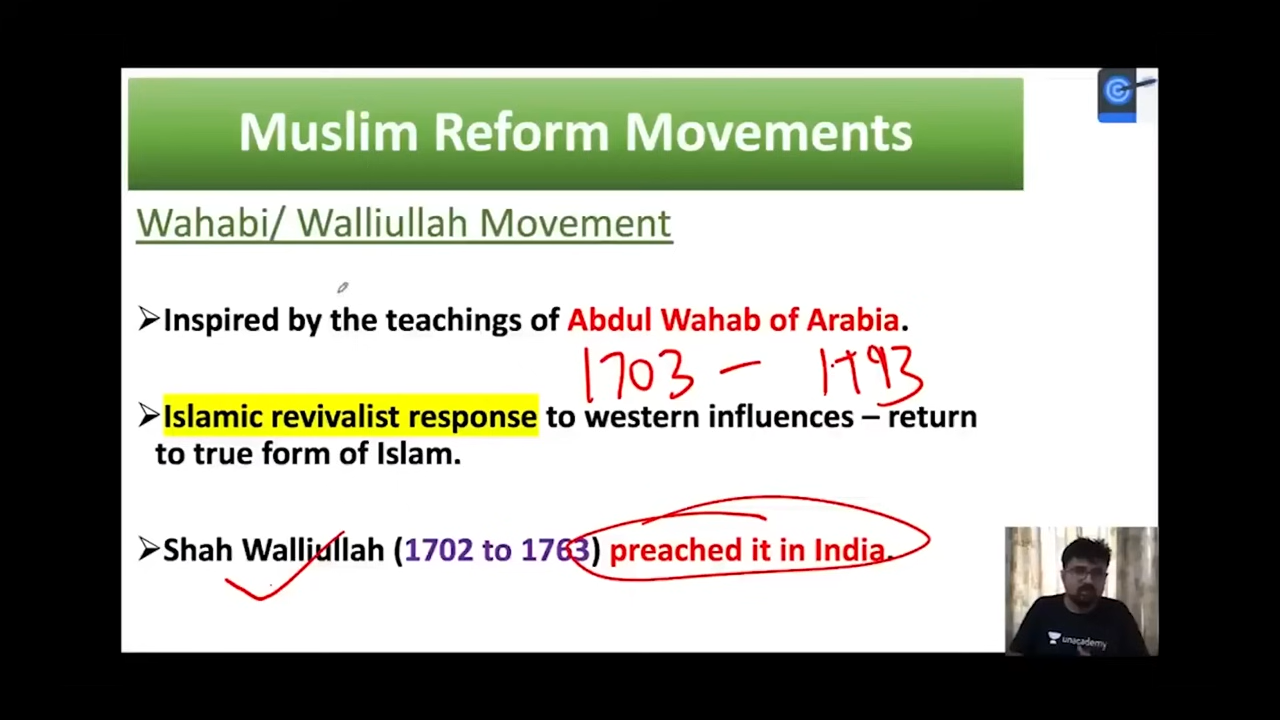 Muslim Reform Movements
Wahabi/ Walliullah Movement
➢Inspired by the teachings of Abdul Wahab of Arabia.
1703 – 1793
➢Islamic revivalist response to western influences – return
to true form of Islam.
➢Shah Walliullah (1702 to 1763) preached it in India.
unacademy